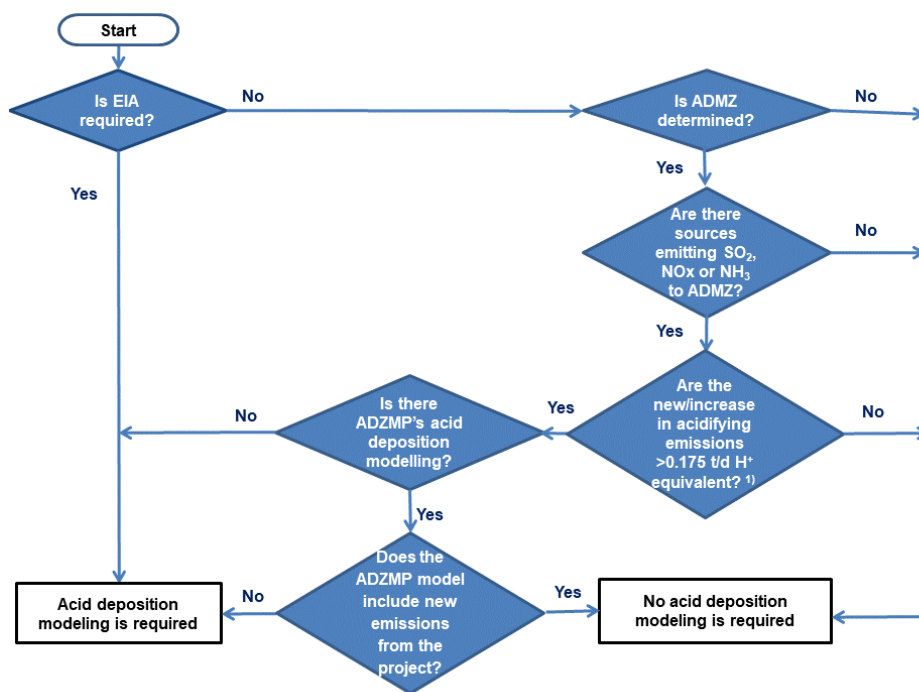 Start
Is EIA
required?
No
Is ADMZ
determined?
No
Yes
Yes
Are there
sources
emitting SO₂,
NOx or NH₃
to ADMZ?
No
Yes
Are the
new/increase
in acidifying
emissions
>0.175 t/d H⁺
equivalent? ¹⁾
No
Yes
Is there
ADZMP's acid
deposition
modelling?
No
Yes
Does the
ADZMP model
include new
emissions
from the
project?
No
Yes
Acid deposition
modeling is required
No acid deposition
modeling is required